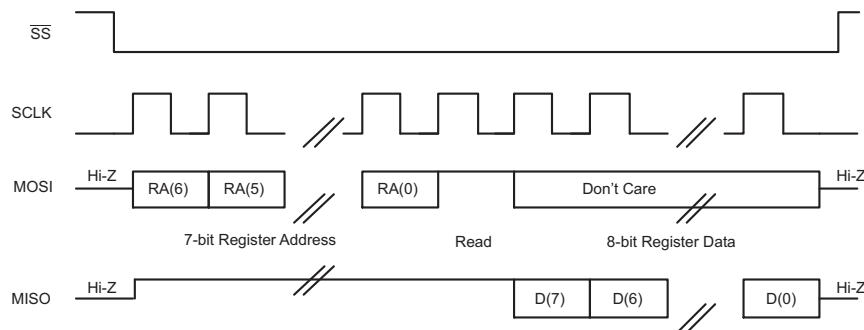 SS
SCLK
MOSI Hi-Z RA(6) RA(5) RA(0) Don't Care Hi-Z
7-bit Register Address Read 8-bit Register Data
MISO Hi-Z D(7) D(6) D(0) Hi-Z